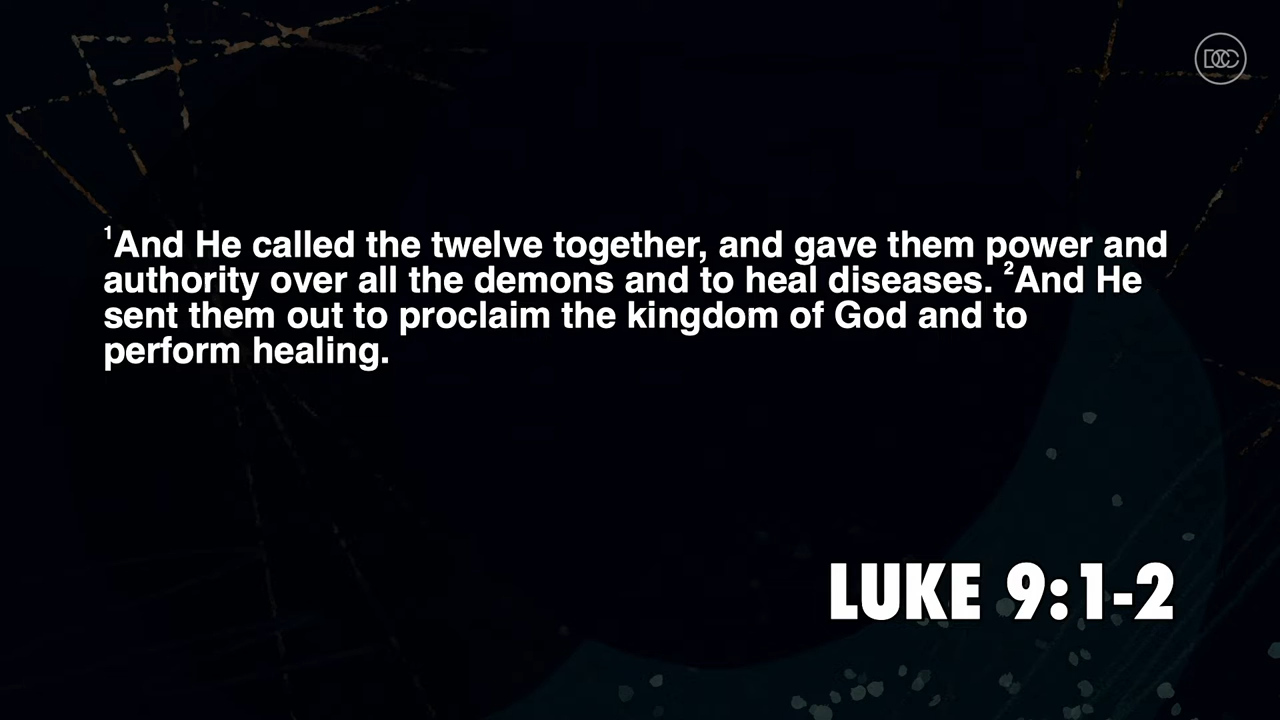 DCC
¹And He called the twelve together, and gave them power and
authority over all the demons and to heal diseases. ²And He
sent them out to proclaim the kingdom of God and to
perform healing.
LUKE 9:1-2